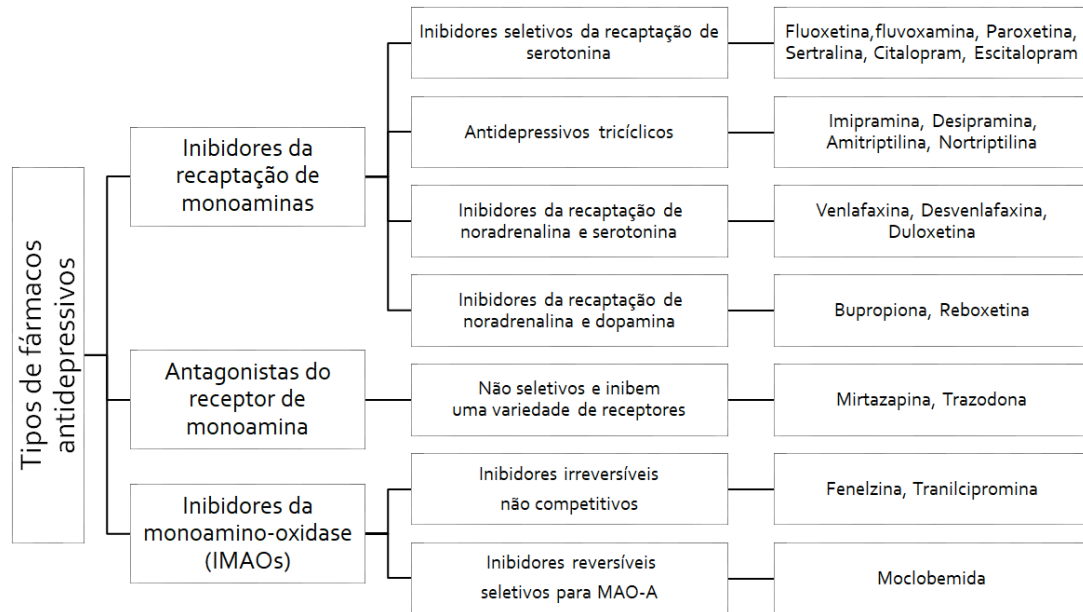 Tipos de fármacos
antidepressivos
Inibidores da
recaptação de
monoaminas
Inibidores seletivos da recaptação de
serotonina
Fluoxetina,fluvoxamina, Paroxetina,
Sertralina, Citalopram, Escitalopram
Antidepressivos tricíclicos
Imipramina, Desipramina,
Amitriptilina, Nortriptilina
Inibidores da recaptação de
noradrenalina e serotonina
Venlafaxina, Desvenlafaxina,
Duloxetina
Inibidores da recaptação de
noradrenalina e dopamina
Bupropiona, Reboxetina
Antagonistas do
receptor de
monoamina
Não seletivos e inibem
uma variedade de receptores
Mirtazapina, Trazodona
Inibidores da
monoamino-oxidase
(IMAOs)
Inibidores irreversíveis
não competitivos
Fenelzina, Tranilcipromina
Inibidores reversíveis
seletivos para MAO-A
Moclobemida